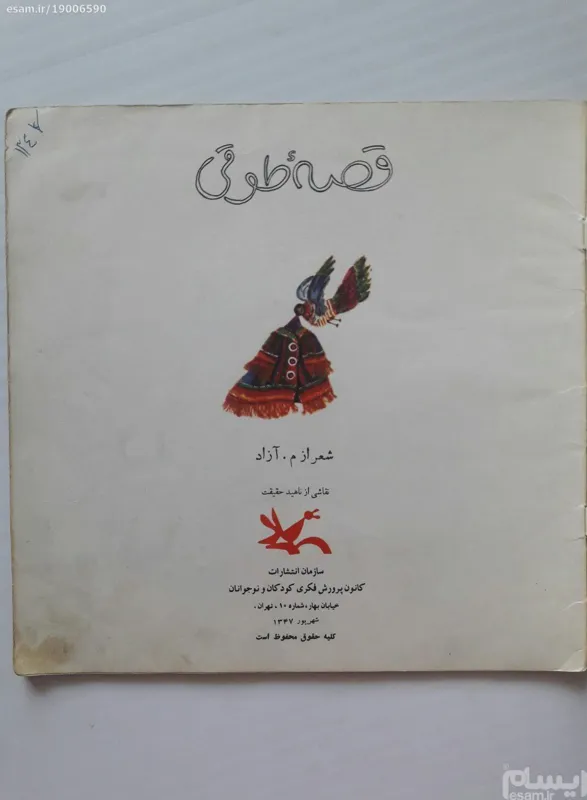 esam.ir/19006590
۱۳۴۷
قصهٔ طوقی
شعر از م. آزاد
نقاشی از ناهید حقیقت
سازمان انتشارات
کانون پرورش فکری کودکان و نوجوانان
خیابان بهار، شماره ۱۰، تهران.
شهریور ۱۳۴۷
کلیه حقوق محفوظ است
ایسام
esam.ir